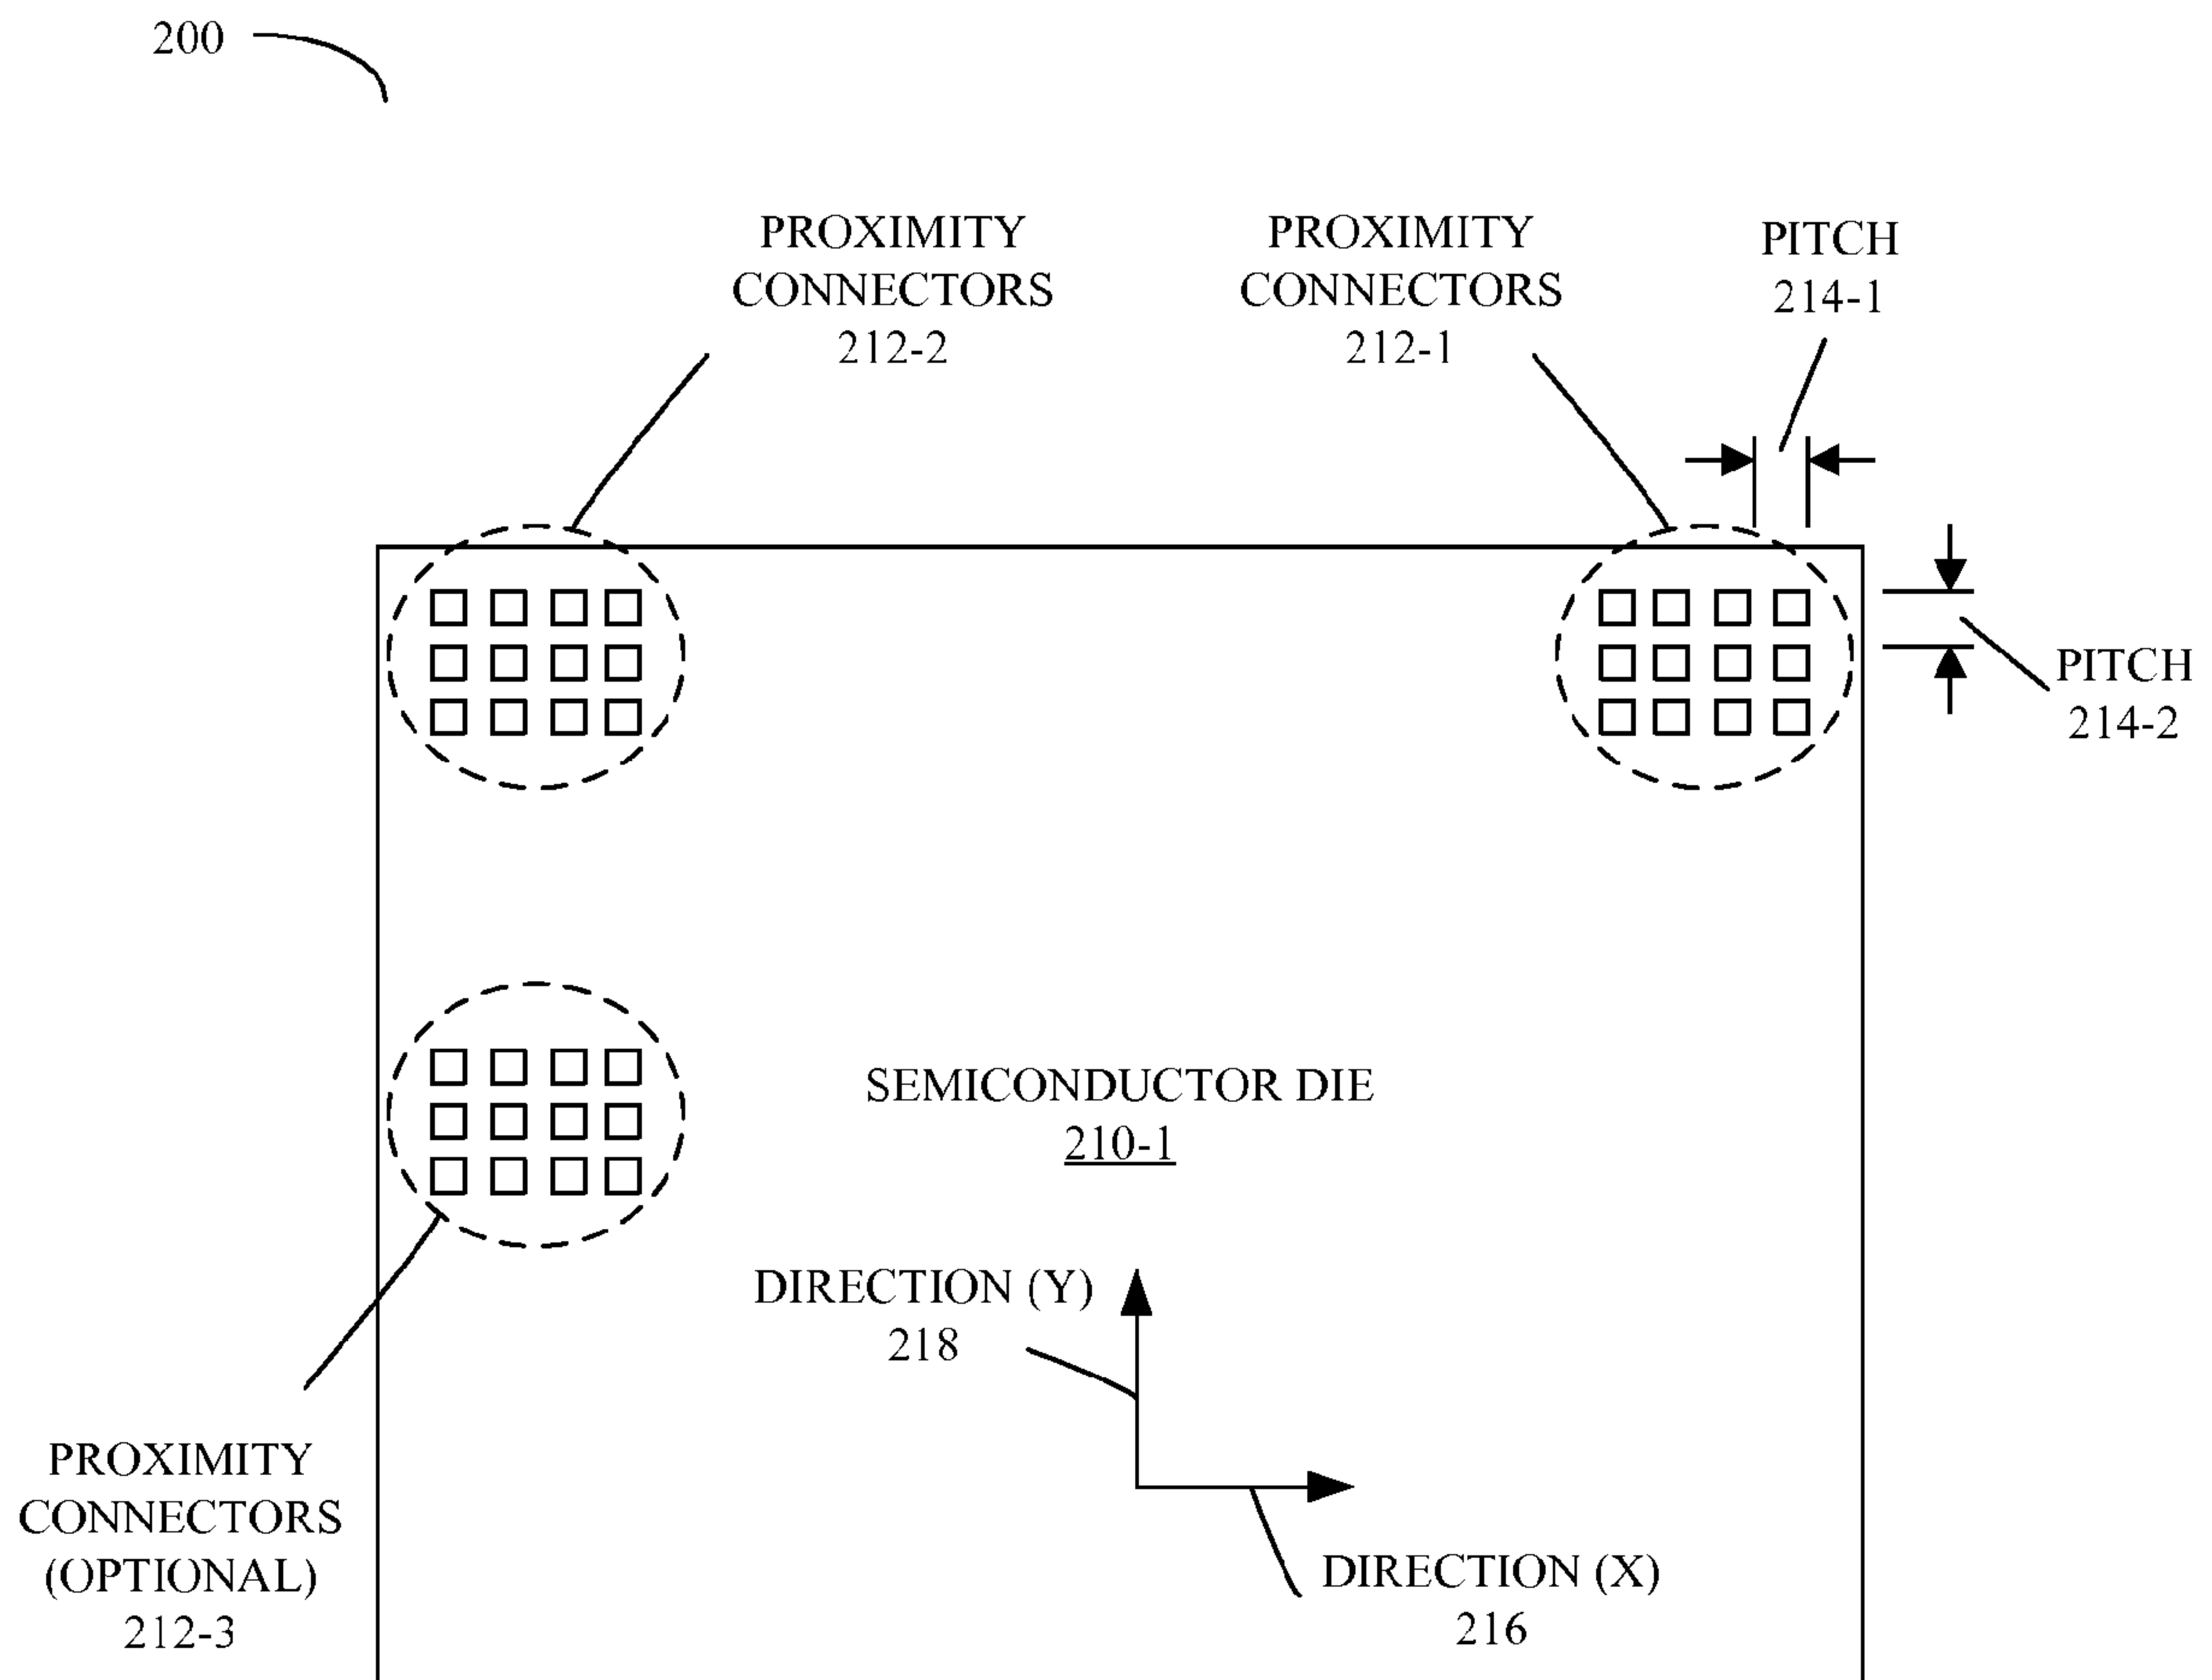 200
PROXIMITY
CONNECTORS
212-2
PROXIMITY
CONNECTORS
212-1
PITCH
214-1
PITCH
214-2
SEMICONDUCTOR DIE
210-1
DIRECTION (Y)
218
PROXIMITY
CONNECTORS
(OPTIONAL)
212-3
DIRECTION (X)
216